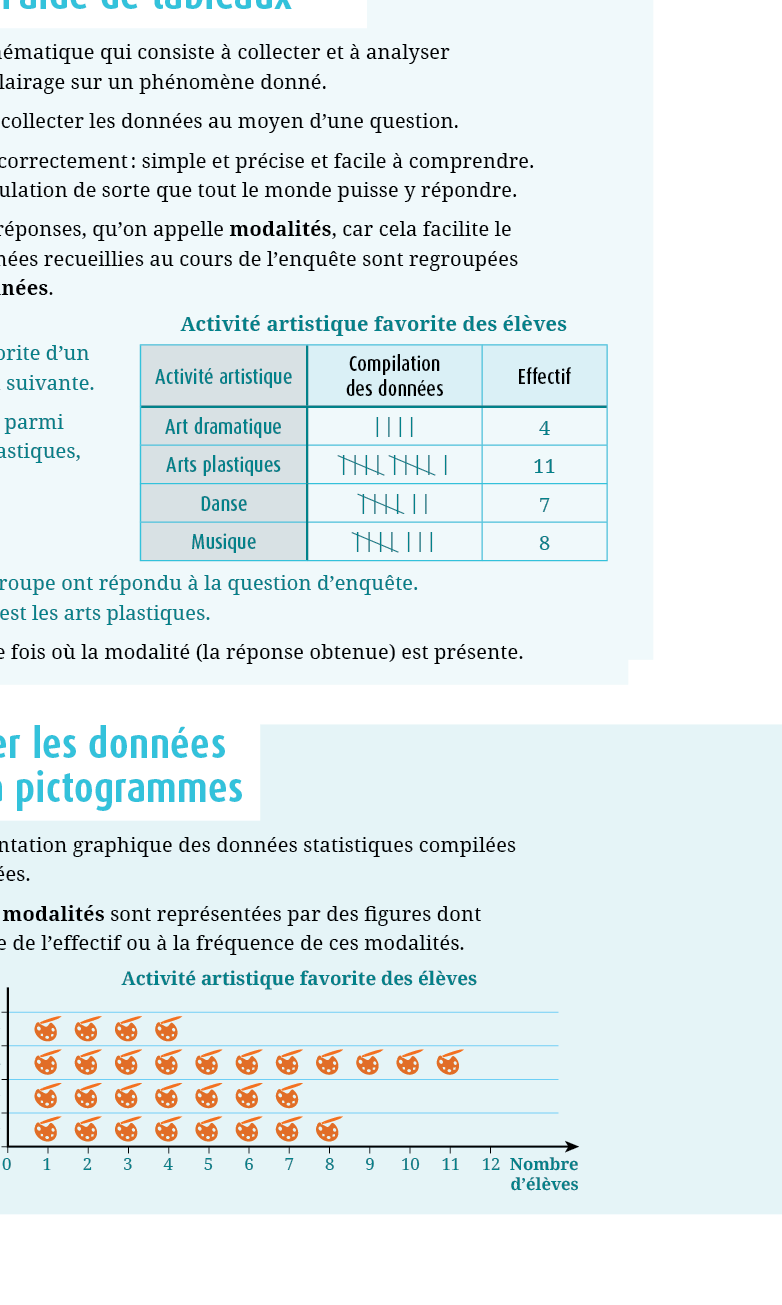 l'aide de tableaux
ématique qui consiste à collecter et à analyser
lairage sur un phénomène donné.
collecter les données au moyen d’une question.
correctement : simple et précise et facile à comprendre.
ulation de sorte que tout le monde puisse y répondre.
réponses, qu’on appelle modalités, car cela facilite le
nées recueillies au cours de l’enquête sont regroupées
nées.
Activité artistique favorite des élèves
orite d’un
suivante.
parmi
astiques,
Activité artistique Compilation des données Effectif
Art dramatique |||| 4
Arts plastiques 11
Danse 7
Musique 8
roupe ont répondu à la question d’enquête.
est les arts plastiques.
e fois où la modalité (la réponse obtenue) est présente.
er les données
à pictogrammes
ntation graphique des données statistiques compilées
ées.
modalités sont représentées par des figures dont
e de l’effectif ou à la fréquence de ces modalités.
Activité artistique favorite des élèves
0 1 2 3 4 5 6 7 8 9 10 11 12 Nombre
d’élèves